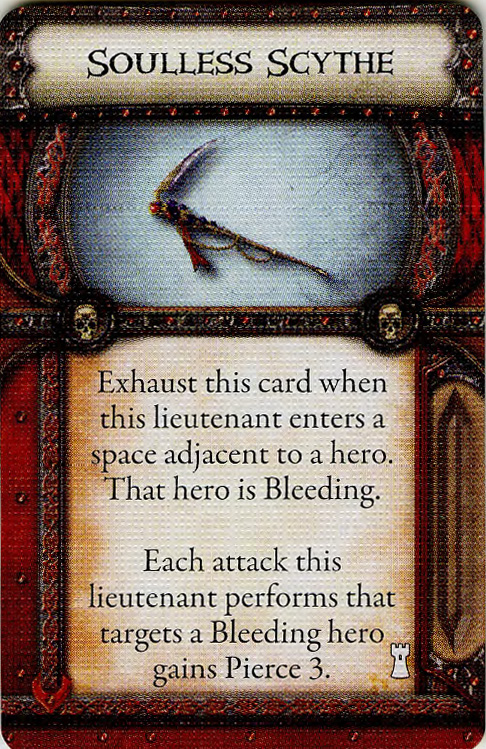 Soulless Scythe
Exhaust this card when
this lieutenant enters a
space adjacent to a hero.
That hero is Bleeding.
Each attack this
lieutenant performs that
targets a Bleeding hero
gains Pierce 3.